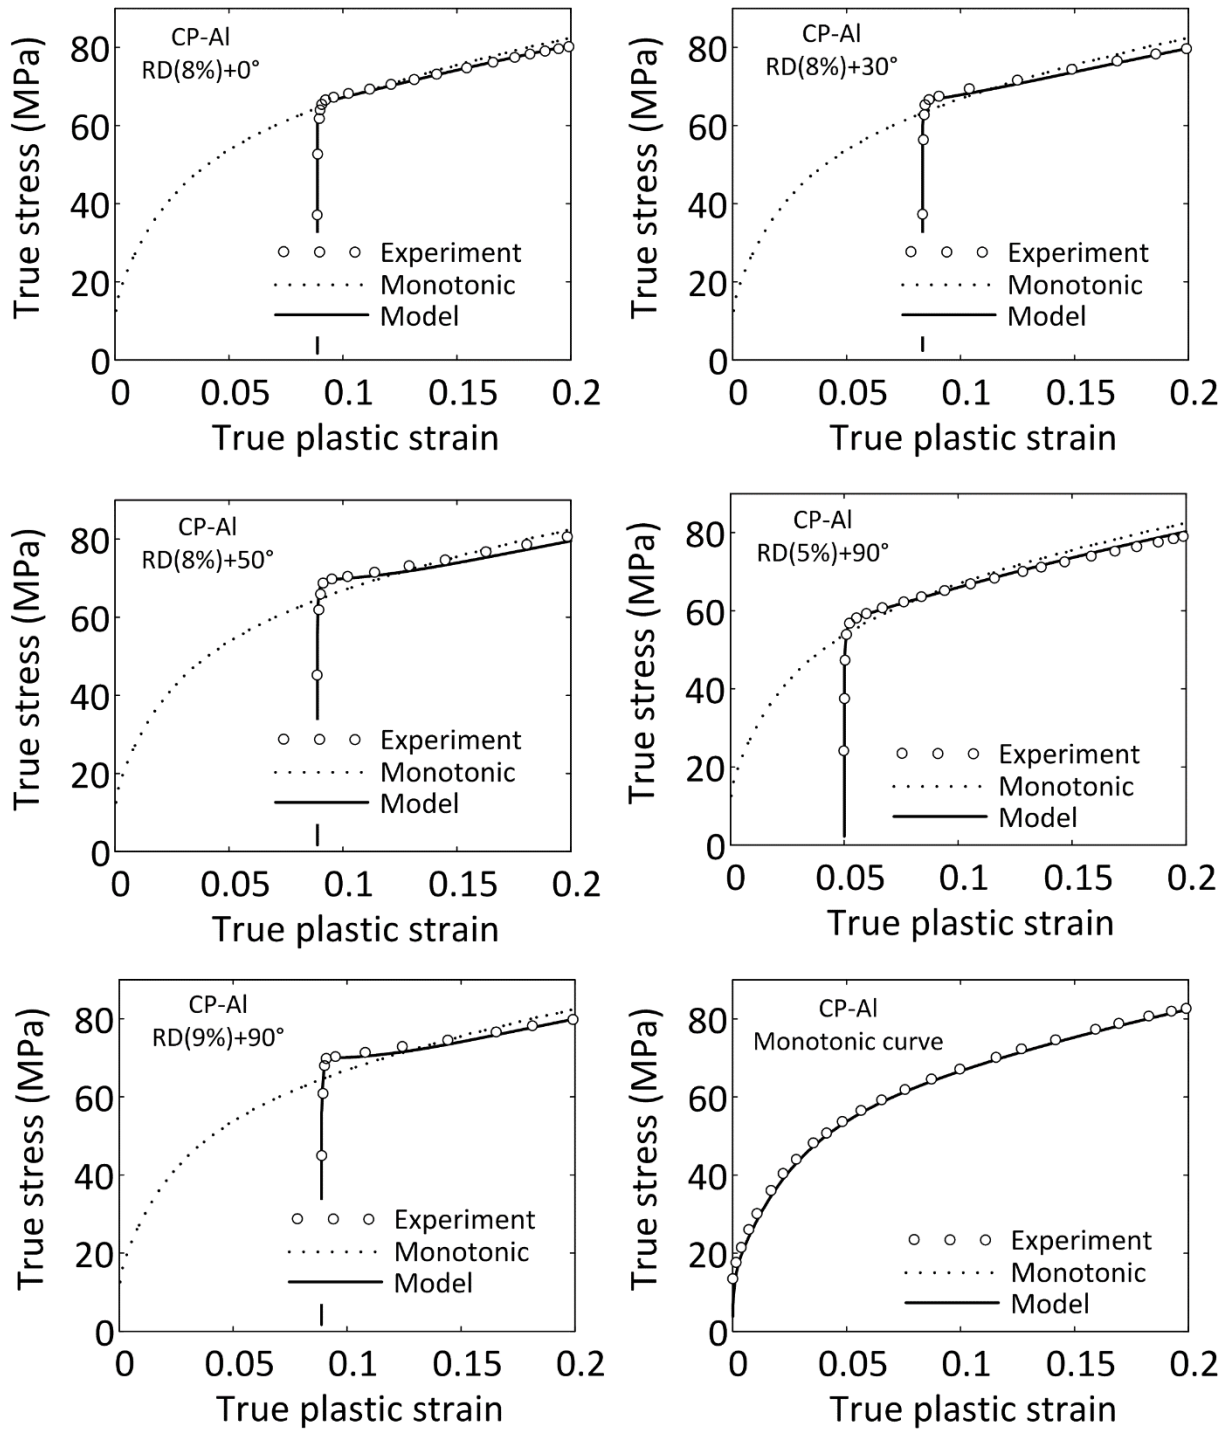 CP-Al
RD(8%)+0°
True stress (MPa)
80
60
40
20
0
Experiment
Monotonic
Model
0 0.05 0.1 0.15 0.2
True plastic strain
CP-Al
RD(8%)+30°
True stress (MPa)
80
60
40
20
0
Experiment
Monotonic
Model
0 0.05 0.1 0.15 0.2
True plastic strain
CP-Al
RD(8%)+50°
True stress (MPa)
80
60
40
20
0
Experiment
Monotonic
Model
0 0.05 0.1 0.15 0.2
True plastic strain
CP-Al
RD(5%)+90°
True stress (MPa)
80
60
40
20
0
Experiment
Monotonic
Model
0 0.05 0.1 0.15 0.2
True plastic strain
CP-Al
RD(9%)+90°
True stress (MPa)
80
60
40
20
0
Experiment
Monotonic
Model
0 0.05 0.1 0.15 0.2
True plastic strain
CP-Al
Monotonic curve
True stress (MPa)
80
60
40
20
0
Experiment
Monotonic
Model
0 0.05 0.1 0.15 0.2
True plastic strain